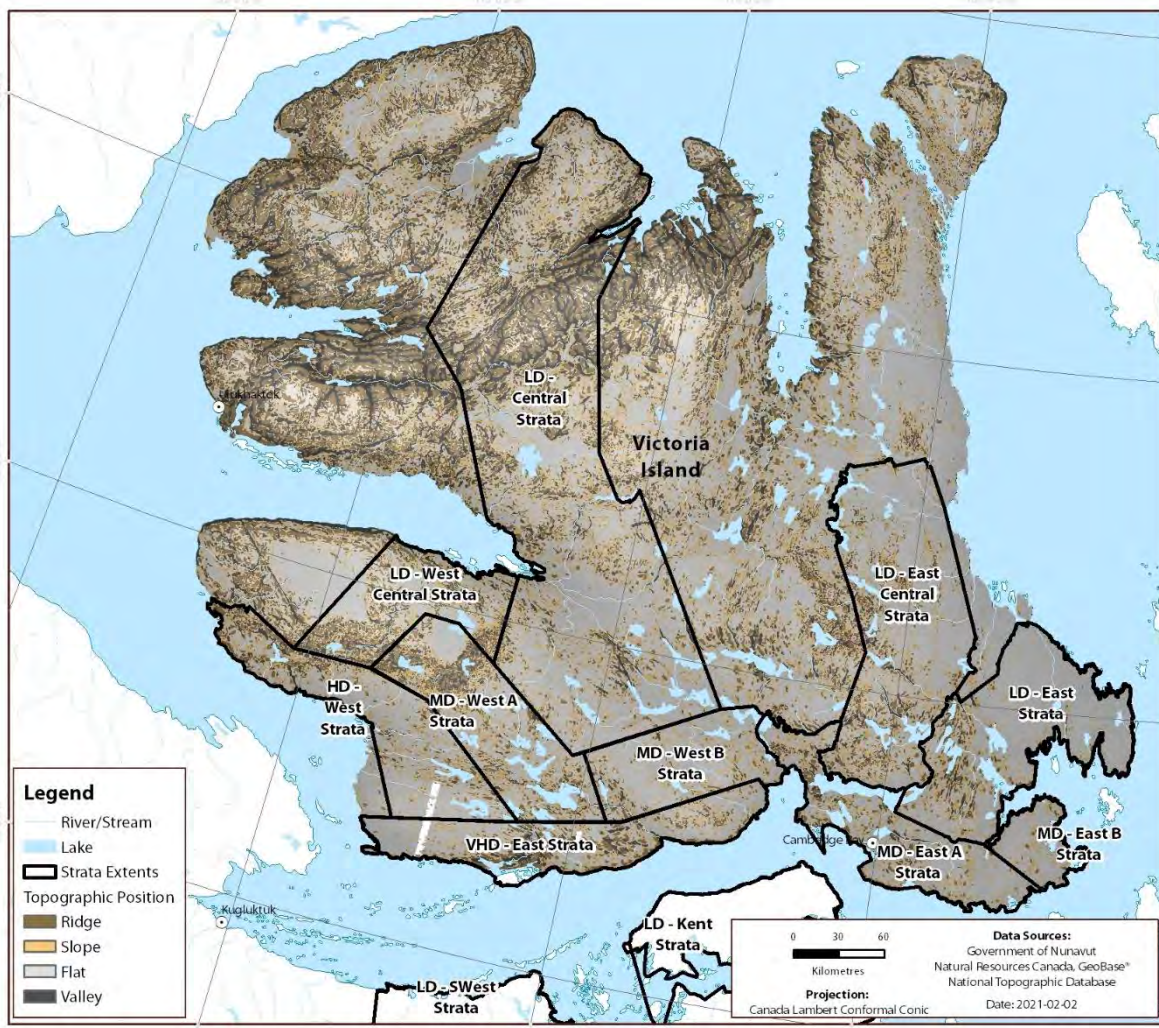 Ulukhaktok
LD -
Central
Strata
Victoria
Island
LD - West
Central Strata
LD - East
Central
Strata
HD -
West
Strata
MD - West A
Strata
LD - East
Strata
MD - West B
Strata
VHD - East Strata
Cambridge Bay
MD - East A
Strata
MD - East B
Strata
Kugluktuk
LD - Kent
Strata
LD - SWest
Strata
Legend
River/Stream
Lake
Strata Extents
Topographic Position
Ridge
Slope
Flat
Valley
0 30 60
Kilometres
Projection:
Canada Lambert Conformal Conic
Data Sources:
Government of Nunavut
Natural Resources Canada, GeoBase®
National Topographic Database
Date: 2021-02-02